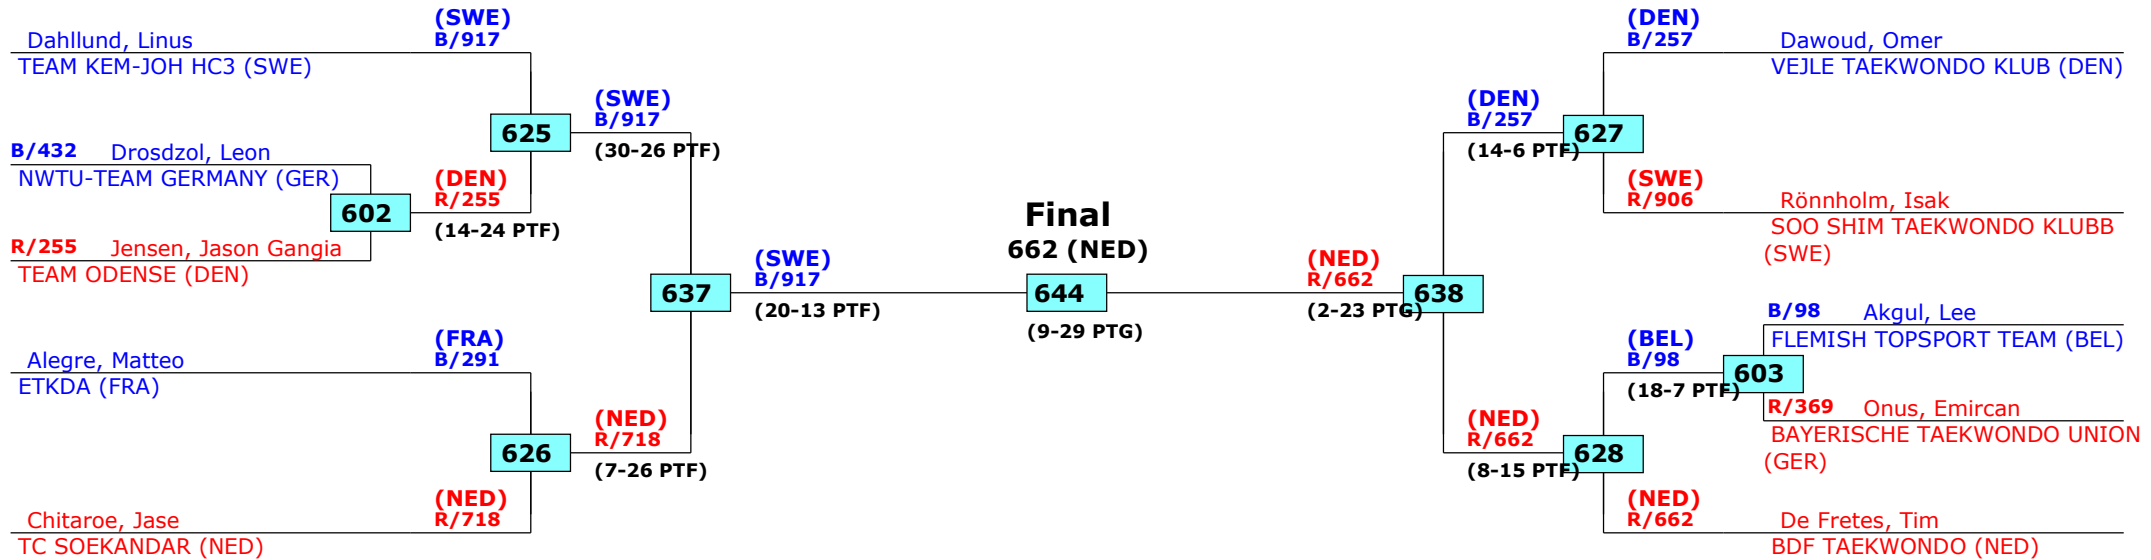 (SWE)
B/917
Dahllund, Linus
TEAM KEM-JOH HC3 (SWE)
625
(SWE)
B/917
(30-26 PTF)
B/432 Drosdzol, Leon
NWTU-TEAM GERMANY (GER)
602
(DEN)
R/255
(14-24 PTF)
R/255 Jensen, Jason Gangia
TEAM ODENSE (DEN)
637
(SWE)
B/917
(20-13 PTF)
(FRA)
B/291
Alegre, Matteo
ETKDA (FRA)
626
(NED)
R/718
(7-26 PTF)
(NED)
R/718
Chitaroe, Jase
TC SOEKANDAR (NED)
Final
662 (NED)
644
(9-29 PTG)
(NED)
R/662
(2-23 PTG)
638
(DEN)
B/257
Dawoud, Omer
VEJLE TAEKWONDO KLUB (DEN)
(DEN)
B/257
(14-6 PTF)
627
(SWE)
R/906
Rönnholm, Isak
SOO SHIM TAEKWONDO KLUBB
(SWE)
B/98 Akgul, Lee
FLEMISH TOPSPORT TEAM (BEL)
(BEL)
B/98
(18-7 PTF)
603
R/369 Onus, Emircan
BAYERISCHE TAEKWONDO UNION
(GER)
(NED)
R/662
(8-15 PTF)
628
(NED)
R/662
De Fretes, Tim
BDF TAEKWONDO (NED)